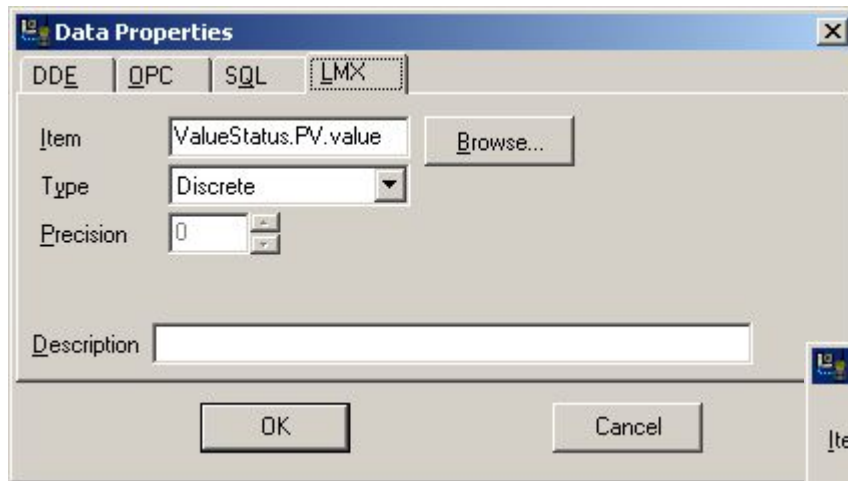 Data Properties
DDE OPC SQL LMX
Item ValueStatus.PV.value Browse...
Type Discrete
Precision 0
Description
OK Cancel